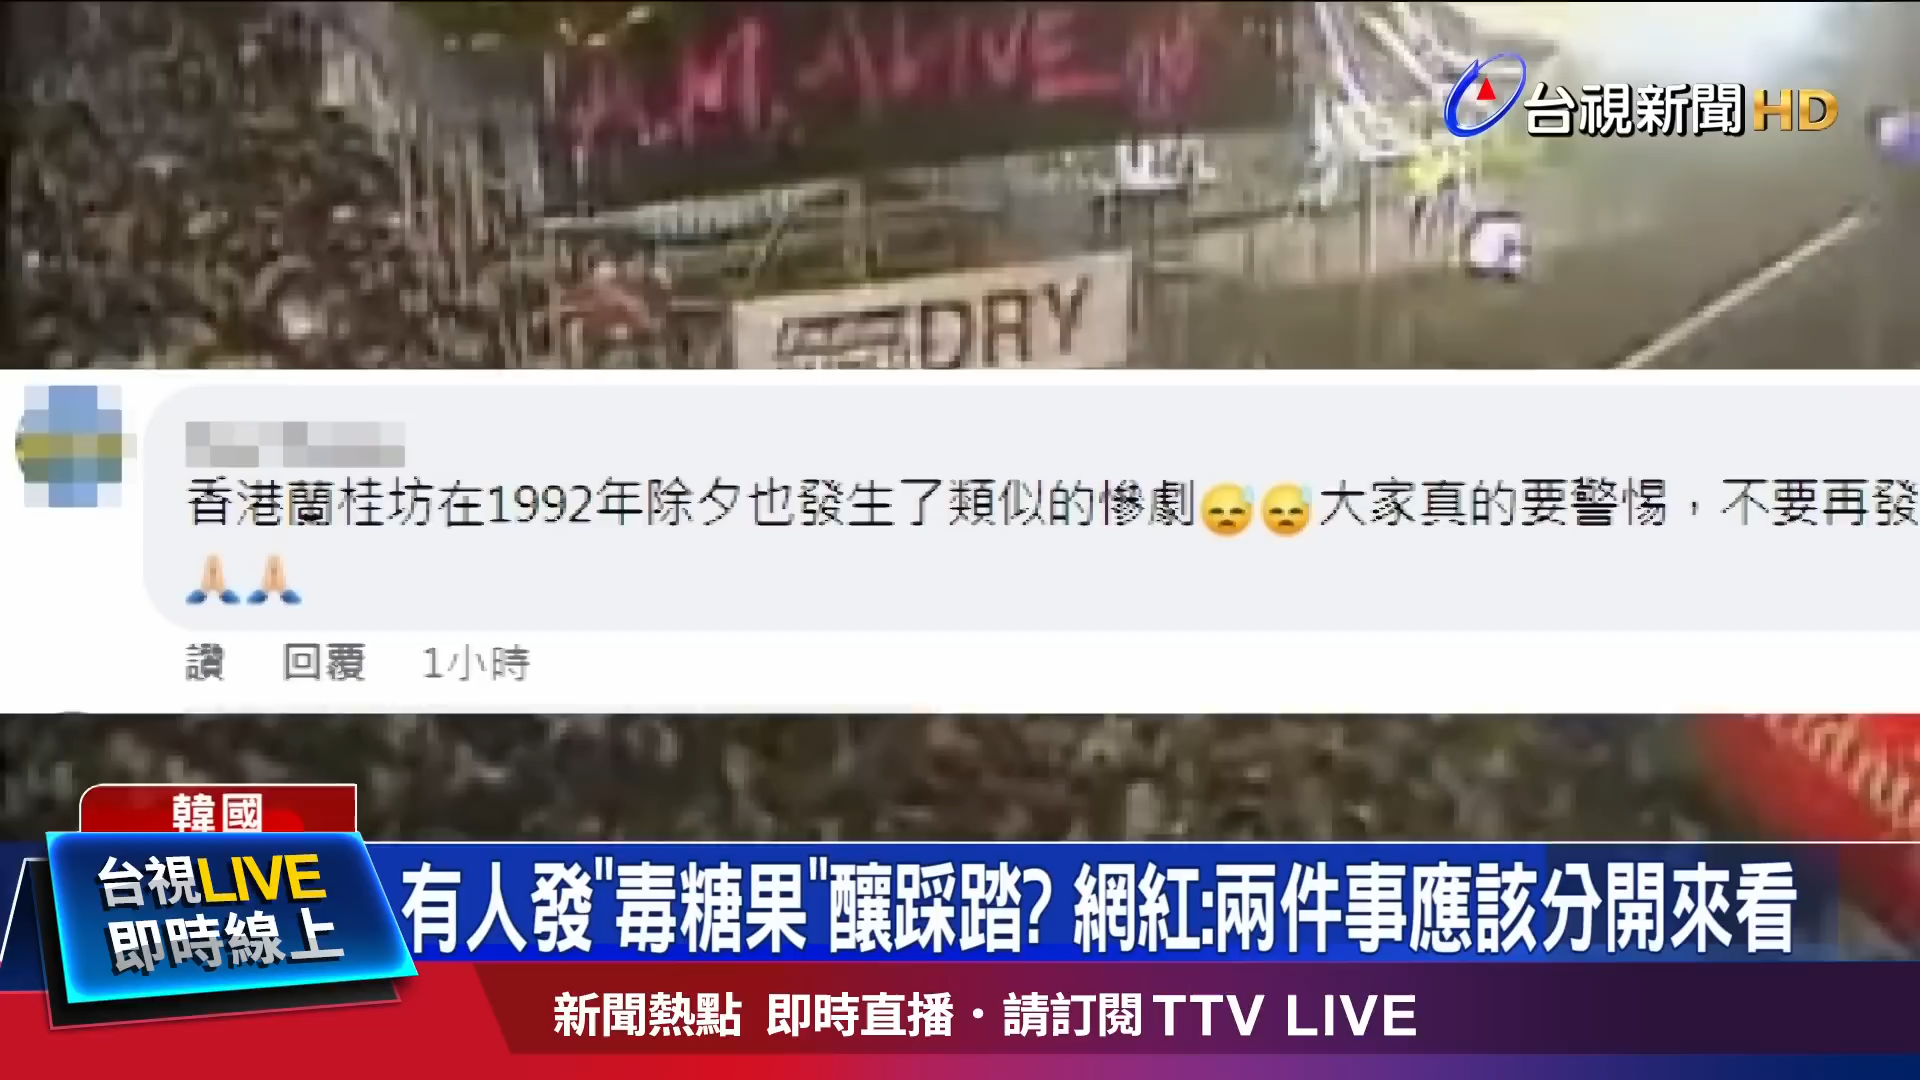 台視新聞HD
DRY
香港蘭桂坊在1992年除夕也發生了類似的慘劇😓😓大家真的要警惕，不要再發
🙏🏻🙏🏻
讚 回覆 1小時
韓國
台視LIVE
即時線上
有人發"毒糖果"釀踩踏? 網紅:兩件事應該分開來看
新聞熱點 即時直播・請訂閱TTV LIVE